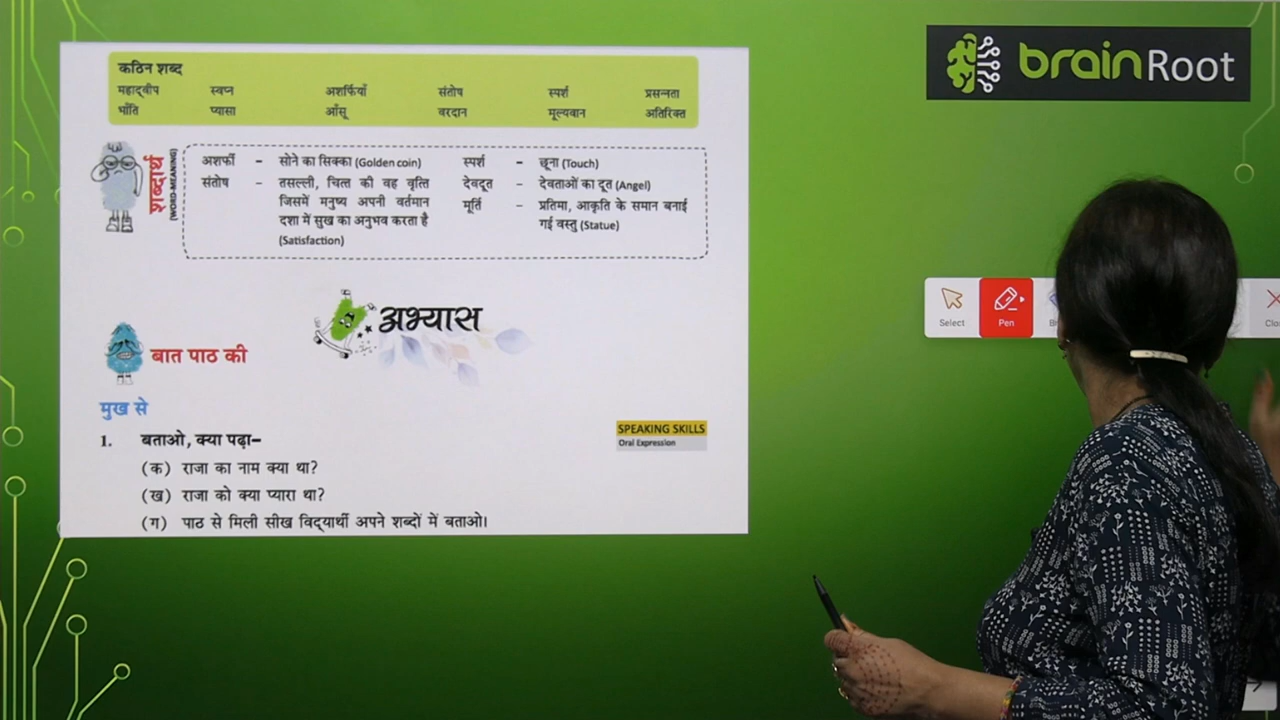 brainRoot
कठिन शब्द
महाद्वीप स्वप्न अशर्फियाँ संतोष स्पर्श प्रसन्नता
भाँति प्यासा आँसू वरदान मूल्यवान अतिरिक्त
शब्दार्थ
(WORD-MEANING)
अशर्फी - सोने का सिक्का (Golden coin)
संतोष - तसल्ली, चित्त की वह वृत्ति
जिसमें मनुष्य अपनी वर्तमान
दशा में सुख का अनुभव करता है
(Satisfaction)
स्पर्श - छूना (Touch)
देवदूत - देवताओं का दूत (Angel)
मूर्ति - प्रतिमा, आकृति के समान बनाई
गई वस्तु (Statue)
Select
Pen
अभ्यास
बात पाठ की
मुख से
1. बताओ, क्या पढ़ा–
SPEAKING SKILLS
Oral Expression
(क) राजा का नाम क्या था?
(ख) राजा को क्या प्यारा था?
(ग) पाठ से मिली सीख विद्यार्थी अपने शब्दों में बताओ।